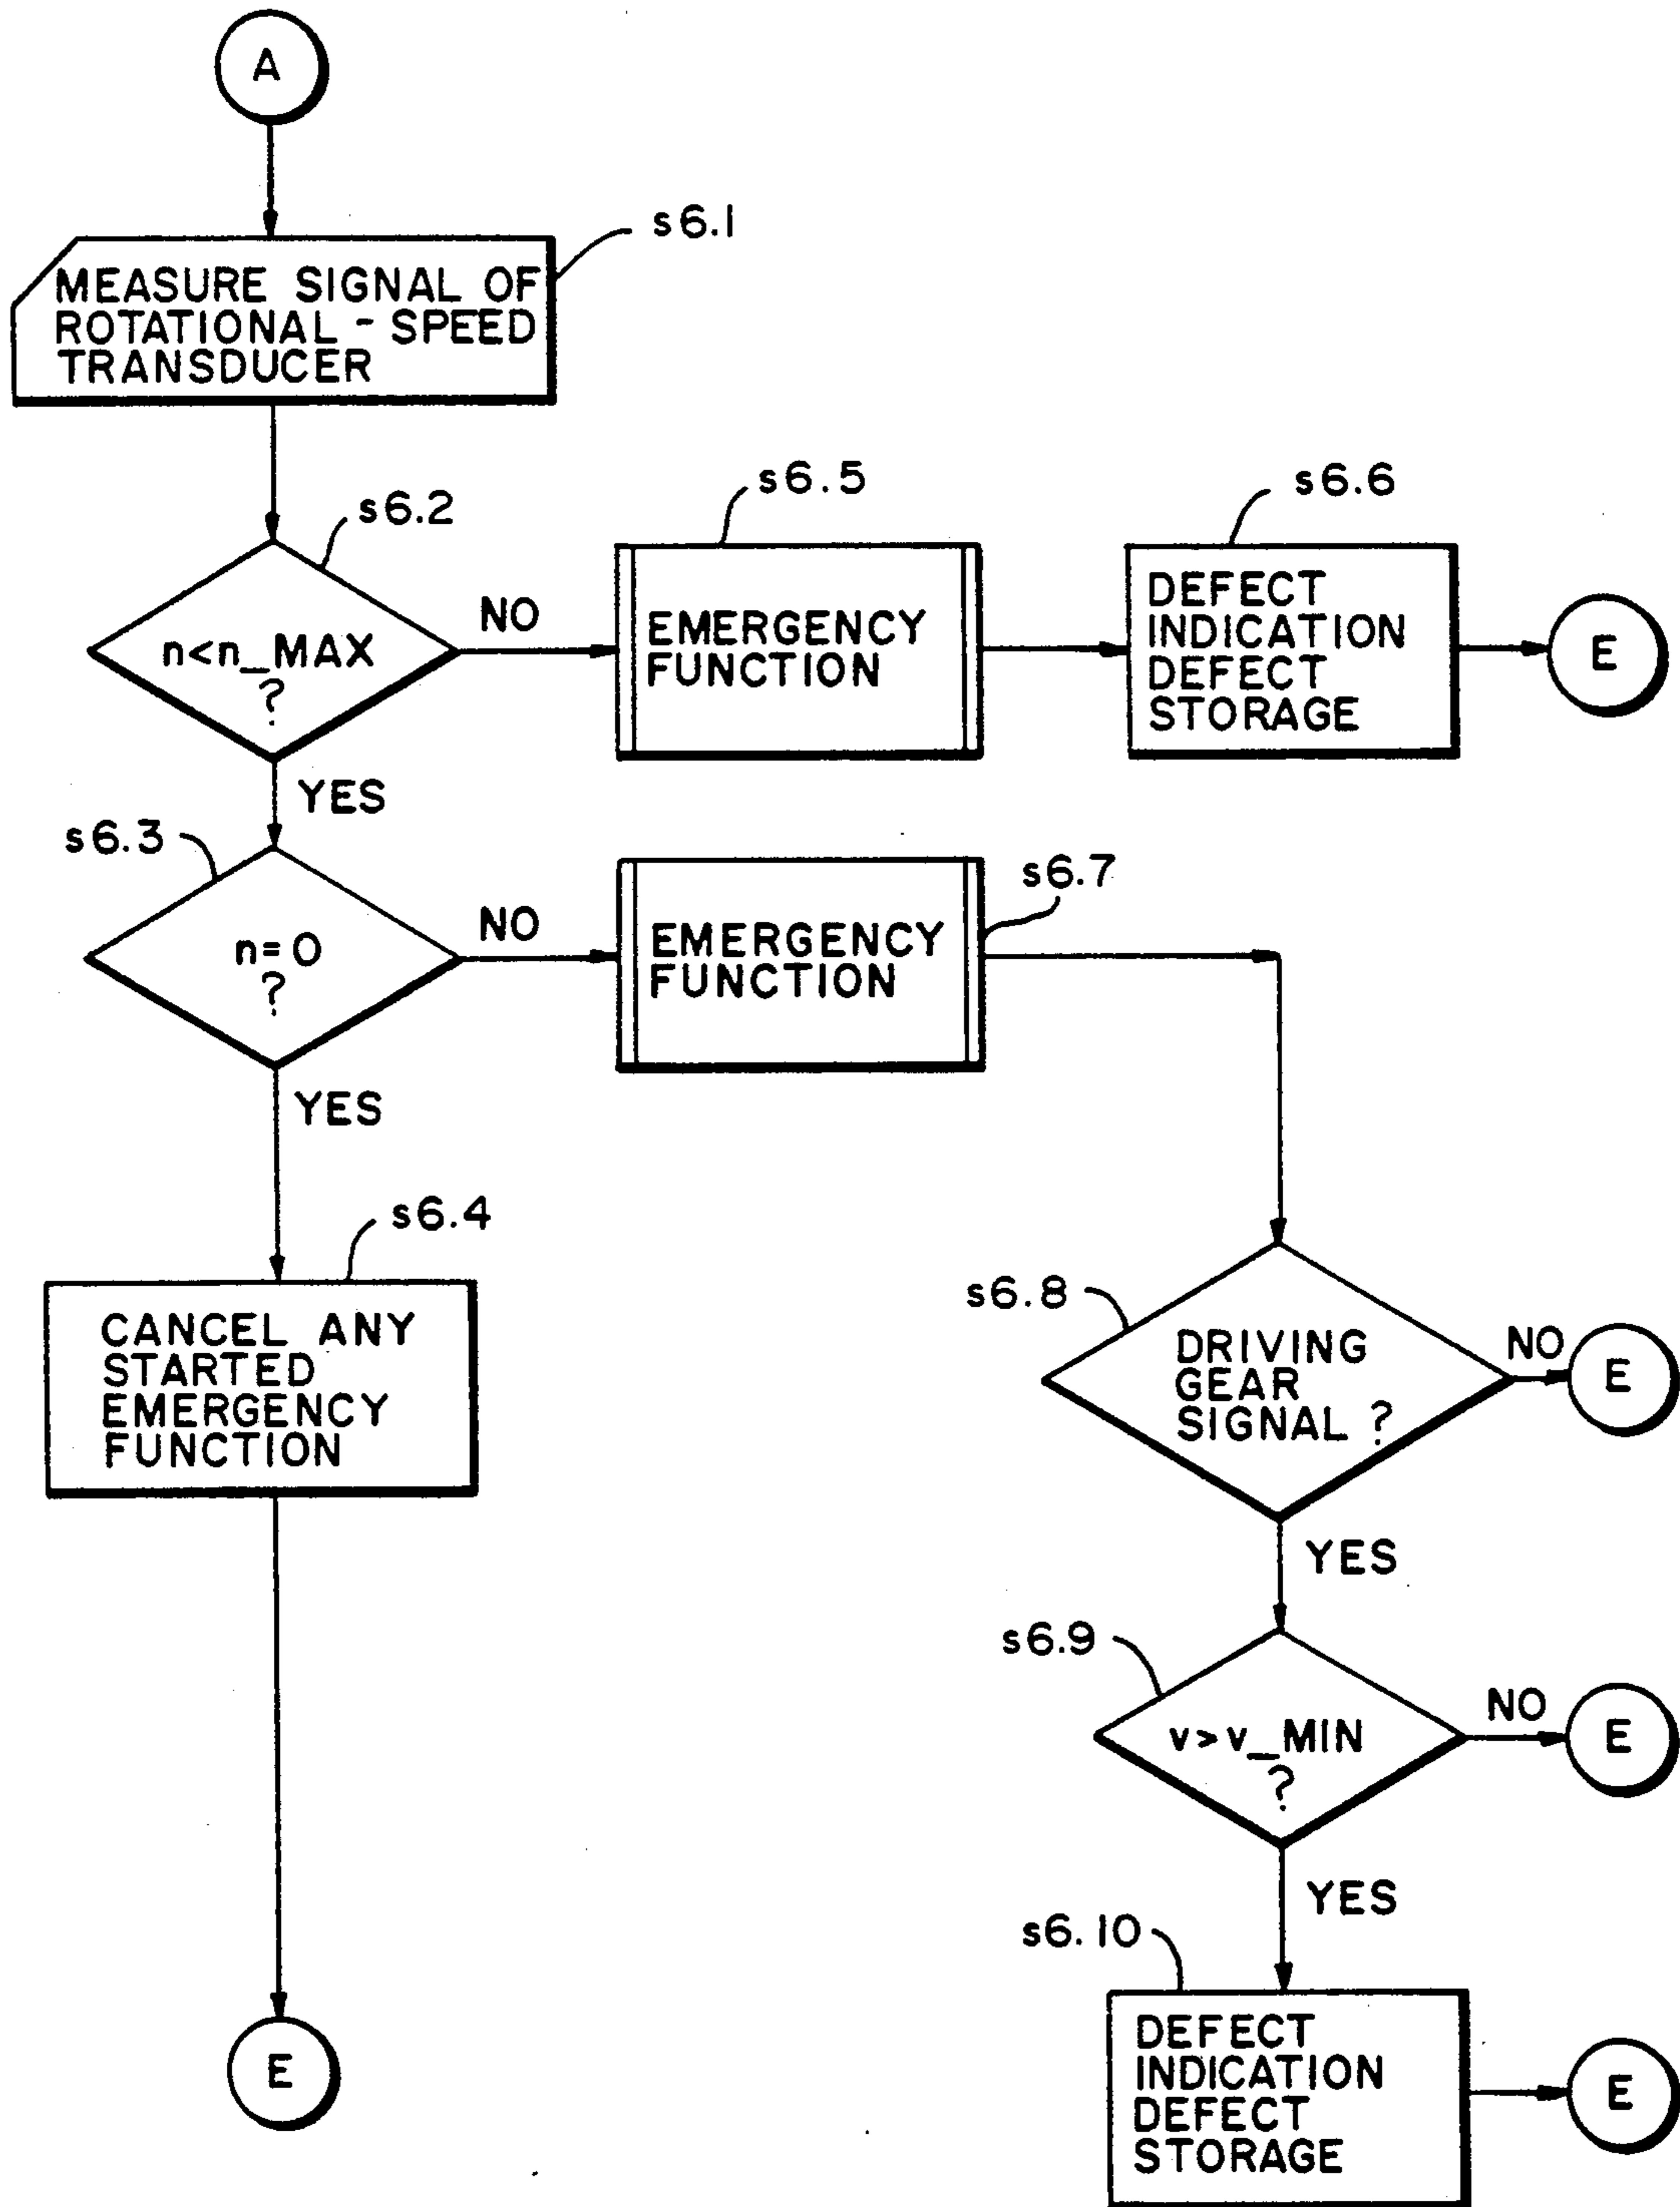 A
s6.1
MEASURE SIGNAL OF
ROTATIONAL-SPEED
TRANSDUCER
s6.2
n<n_MAX
?
NO
YES
s6.5
EMERGENCY
FUNCTION
s6.6
DEFECT
INDICATION
DEFECT
STORAGE
E
s6.3
n=0
?
NO
YES
s6.7
EMERGENCY
FUNCTION
s6.4
CANCEL ANY
STARTED
EMERGENCY
FUNCTION
E
s6.8
DRIVING
GEAR
SIGNAL ?
NO
E
YES
s6.9
v>v_MIN
?
NO
E
YES
s6.10
DEFECT
INDICATION
DEFECT
STORAGE
E